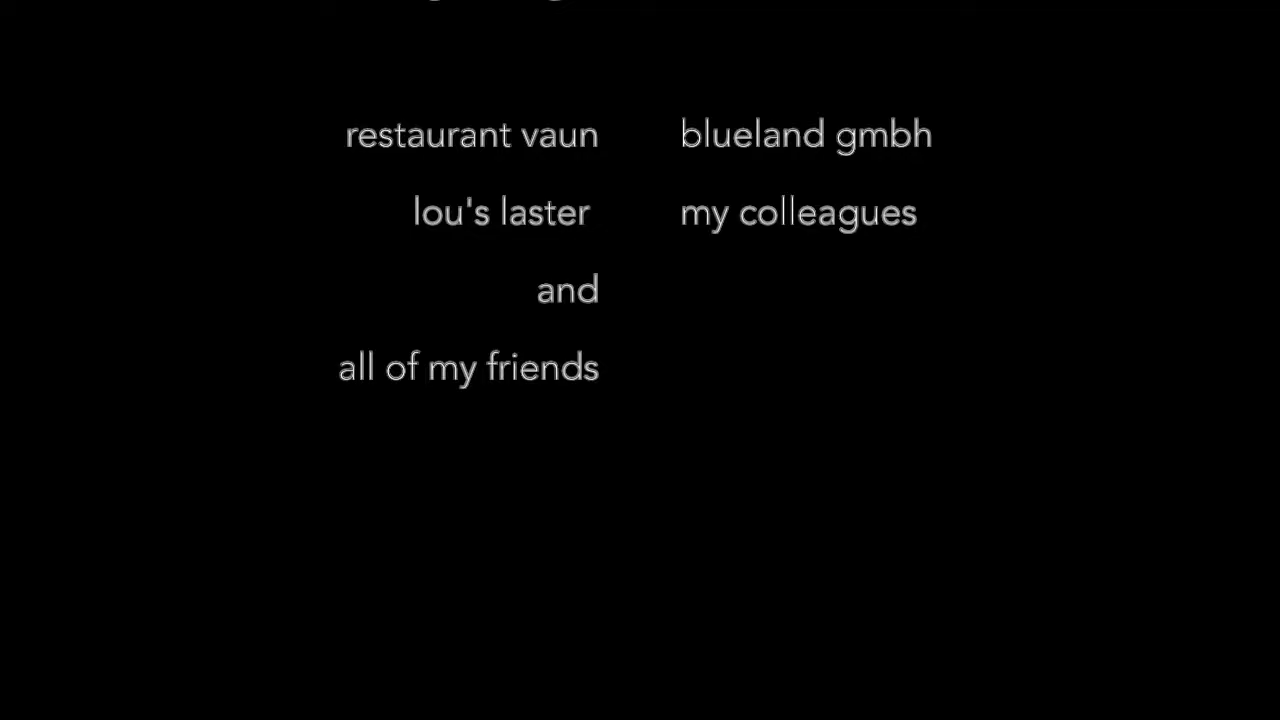 restaurant vaun blueland gmbh
lou's laster my colleagues
and
all of my friends